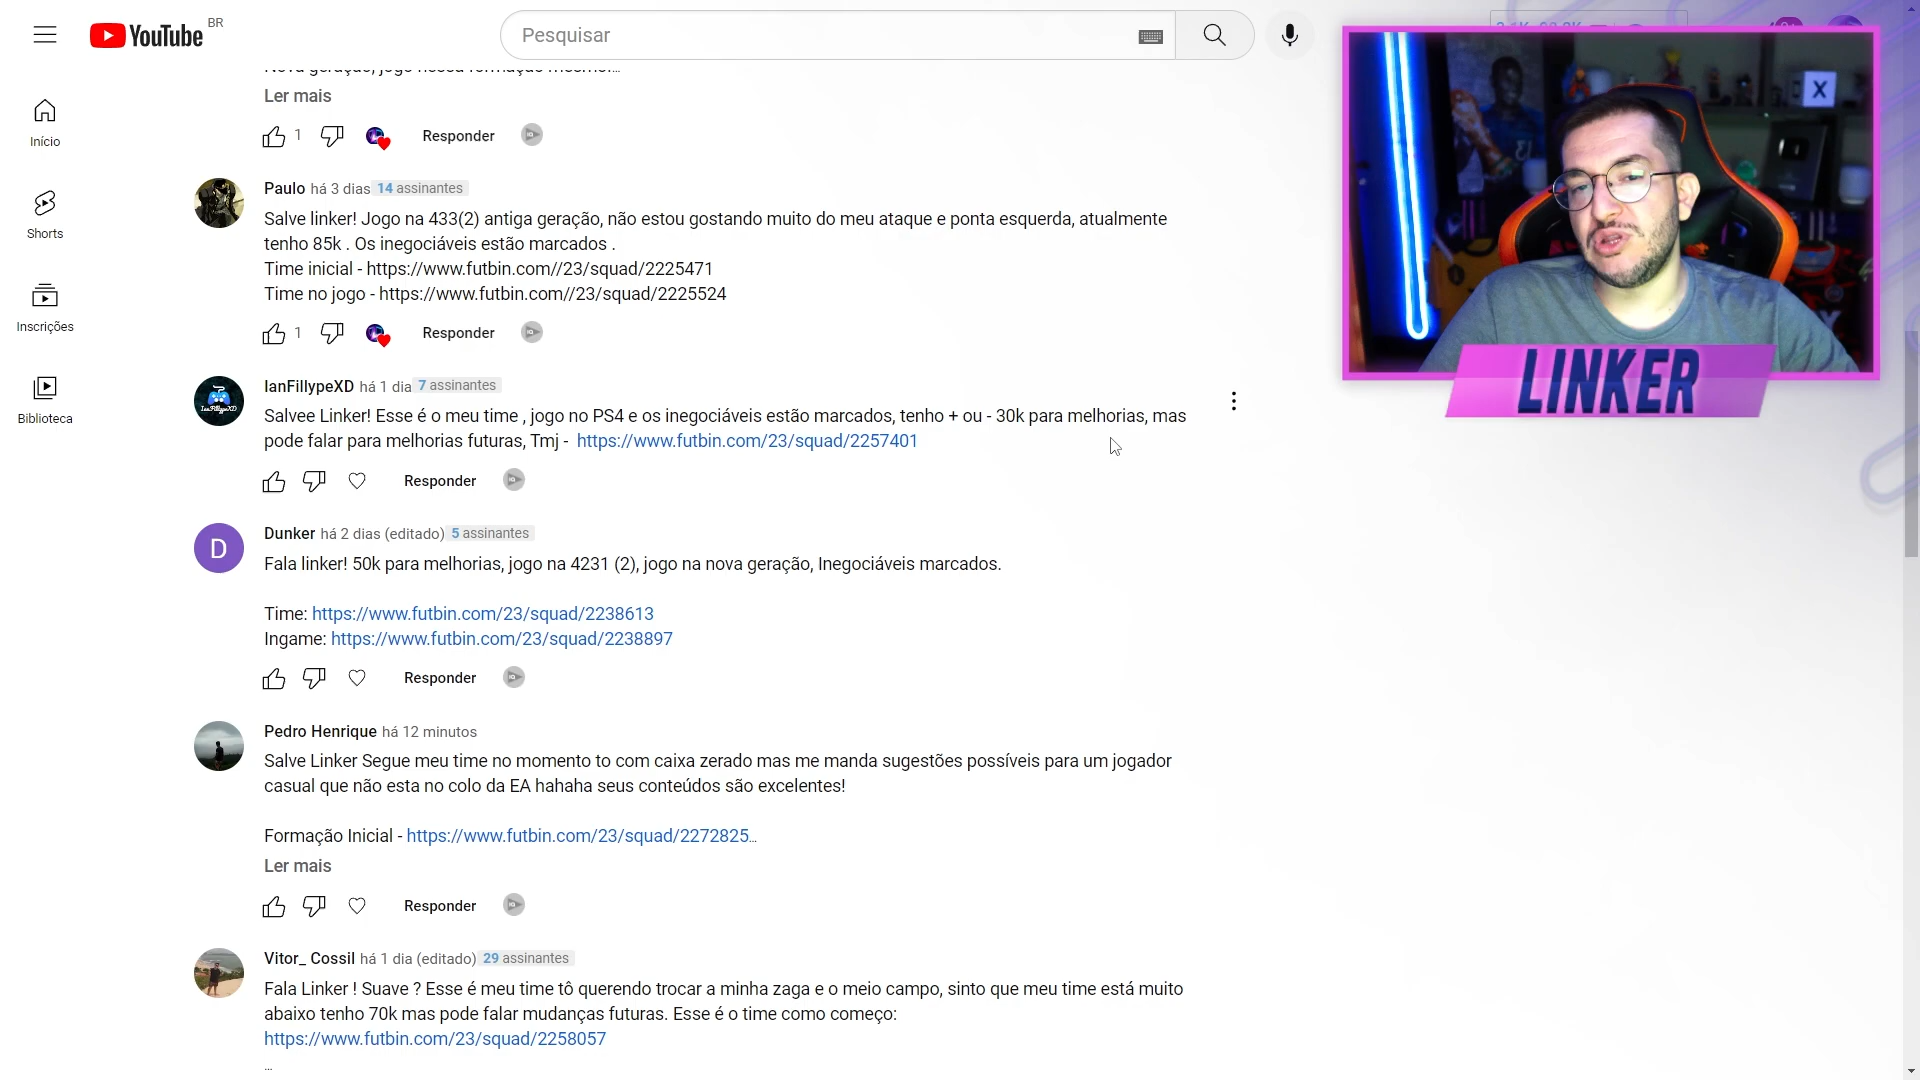 YouTube BR
Pesquisar
Ler mais
1
Responder
Início
Shorts
Inscrições
Biblioteca
Paulo há 3 dias 14 assinantes
Salve linker! Jogo na 433(2) antiga geração, não estou gostando muito do meu ataque e ponta esquerda, atualmente
tenho 85k . Os inegociáveis estão marcados .
Time inicial - https://www.futbin.com//23/squad/2225471
Time no jogo - https://www.futbin.com//23/squad/2225524
1
Responder
IanFillypeXD há 1 dia 7 assinantes
Salvee Linker! Esse é o meu time , jogo no PS4 e os inegociáveis estão marcados, tenho + ou - 30k para melhorias, mas
pode falar para melhorias futuras, Tmj - https://www.futbin.com/23/squad/2257401
Responder
D
Dunker há 2 dias (editado) 5 assinantes
Fala linker! 50k para melhorias, jogo na 4231 (2), jogo na nova geração, Inegociáveis marcados.
Time: https://www.futbin.com/23/squad/2238613
Ingame: https://www.futbin.com/23/squad/2238897
Responder
Pedro Henrique há 12 minutos
Salve Linker Segue meu time no momento to com caixa zerado mas me manda sugestões possíveis para um jogador
casual que não esta no colo da EA hahaha seus conteúdos são excelentes!
Formação Inicial - https://www.futbin.com/23/squad/2272825...
Ler mais
Responder
Vitor_ Cossil há 1 dia (editado) 29 assinantes
Fala Linker ! Suave ? Esse é meu time tô querendo trocar a minha zaga e o meio campo, sinto que meu time está muito
abaixo tenho 70k mas pode falar mudanças futuras. Esse é o time como começo:
https://www.futbin.com/23/squad/2258057
...
X
LINKER